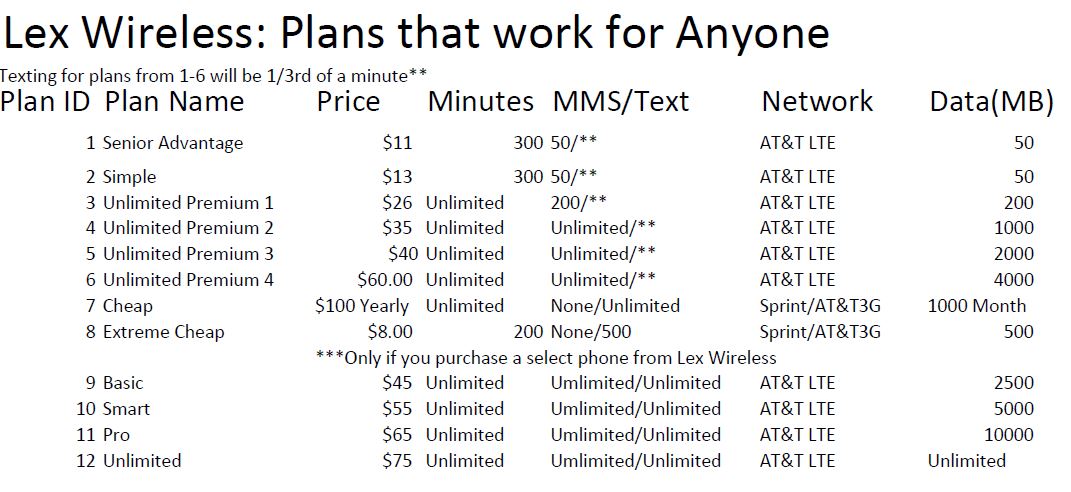 Lex Wireless: Plans that work for Anyone
Texting for plans from 1-6 will be 1/3rd of a minute**
Plan ID Plan Name Price Minutes MMS/Text Network Data(MB)
1 Senior Advantage $11 300 50/** AT&T LTE 50
2 Simple $13 300 50/** AT&T LTE 50
3 Unlimited Premium 1 $26 Unlimited 200/** AT&T LTE 200
4 Unlimited Premium 2 $35 Unlimited Unlimited/** AT&T LTE 1000
5 Unlimited Premium 3 $40 Unlimited Unlimited/** AT&T LTE 2000
6 Unlimited Premium 4 $60.00 Unlimited Unlimited/** AT&T LTE 4000
7 Cheap $100 Yearly Unlimited None/Unlimited Sprint/AT&T3G 1000 Month
8 Extreme Cheap $8.00 200 None/500 Sprint/AT&T3G 500
***Only if you purchase a select phone from Lex Wireless
9 Basic $45 Unlimited Umlimited/Unlimited AT&T LTE 2500
10 Smart $55 Unlimited Umlimited/Unlimited AT&T LTE 5000
11 Pro $65 Unlimited Umlimited/Unlimited AT&T LTE 10000
12 Unlimited $75 Unlimited Umlimited/Unlimited AT&T LTE Unlimited